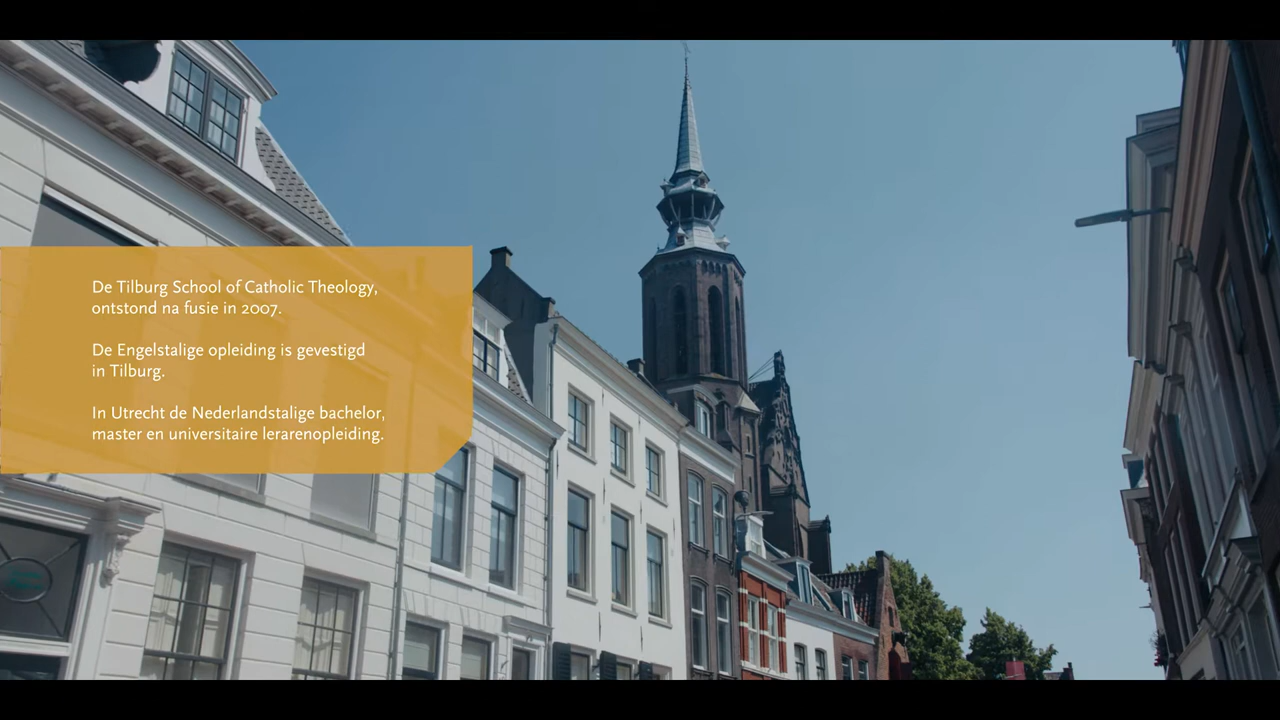 De Tilburg School of Catholic Theology,
ontstond na fusie in 2007.
De Engelstalige opleiding is gevestigd
in Tilburg.
In Utrecht de Nederlandstalige bachelor,
master en universitaire lerarenopleiding.